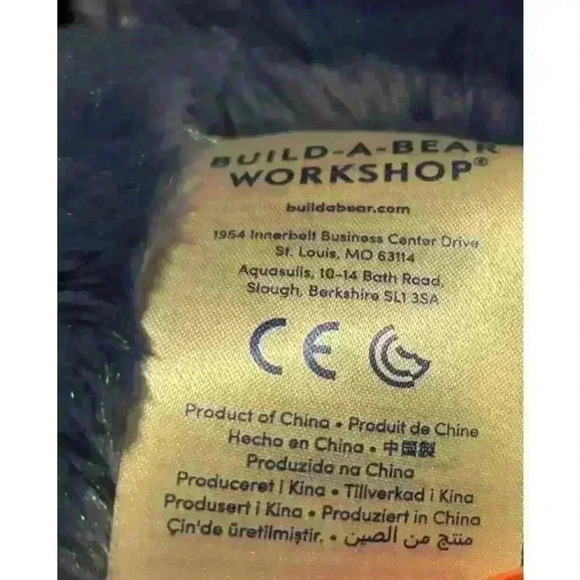 BUILD-A-BEAR
WORKSHOP®
buildabear.com
1954 Innerbelt Business Center Drive
St. Louis, MO 63114
Aquasulis, 10-14 Bath Road,
Slough, Berkshire SL1 3SA
CE
Product of China • Produit de Chine
Hecho en China • 中國製
Produzido na China
Produceret i Kina • Tillverkad i Kina
Produsert i Kina • Produziert in China
Çin'de üretilmiştir. • منتج من الصين